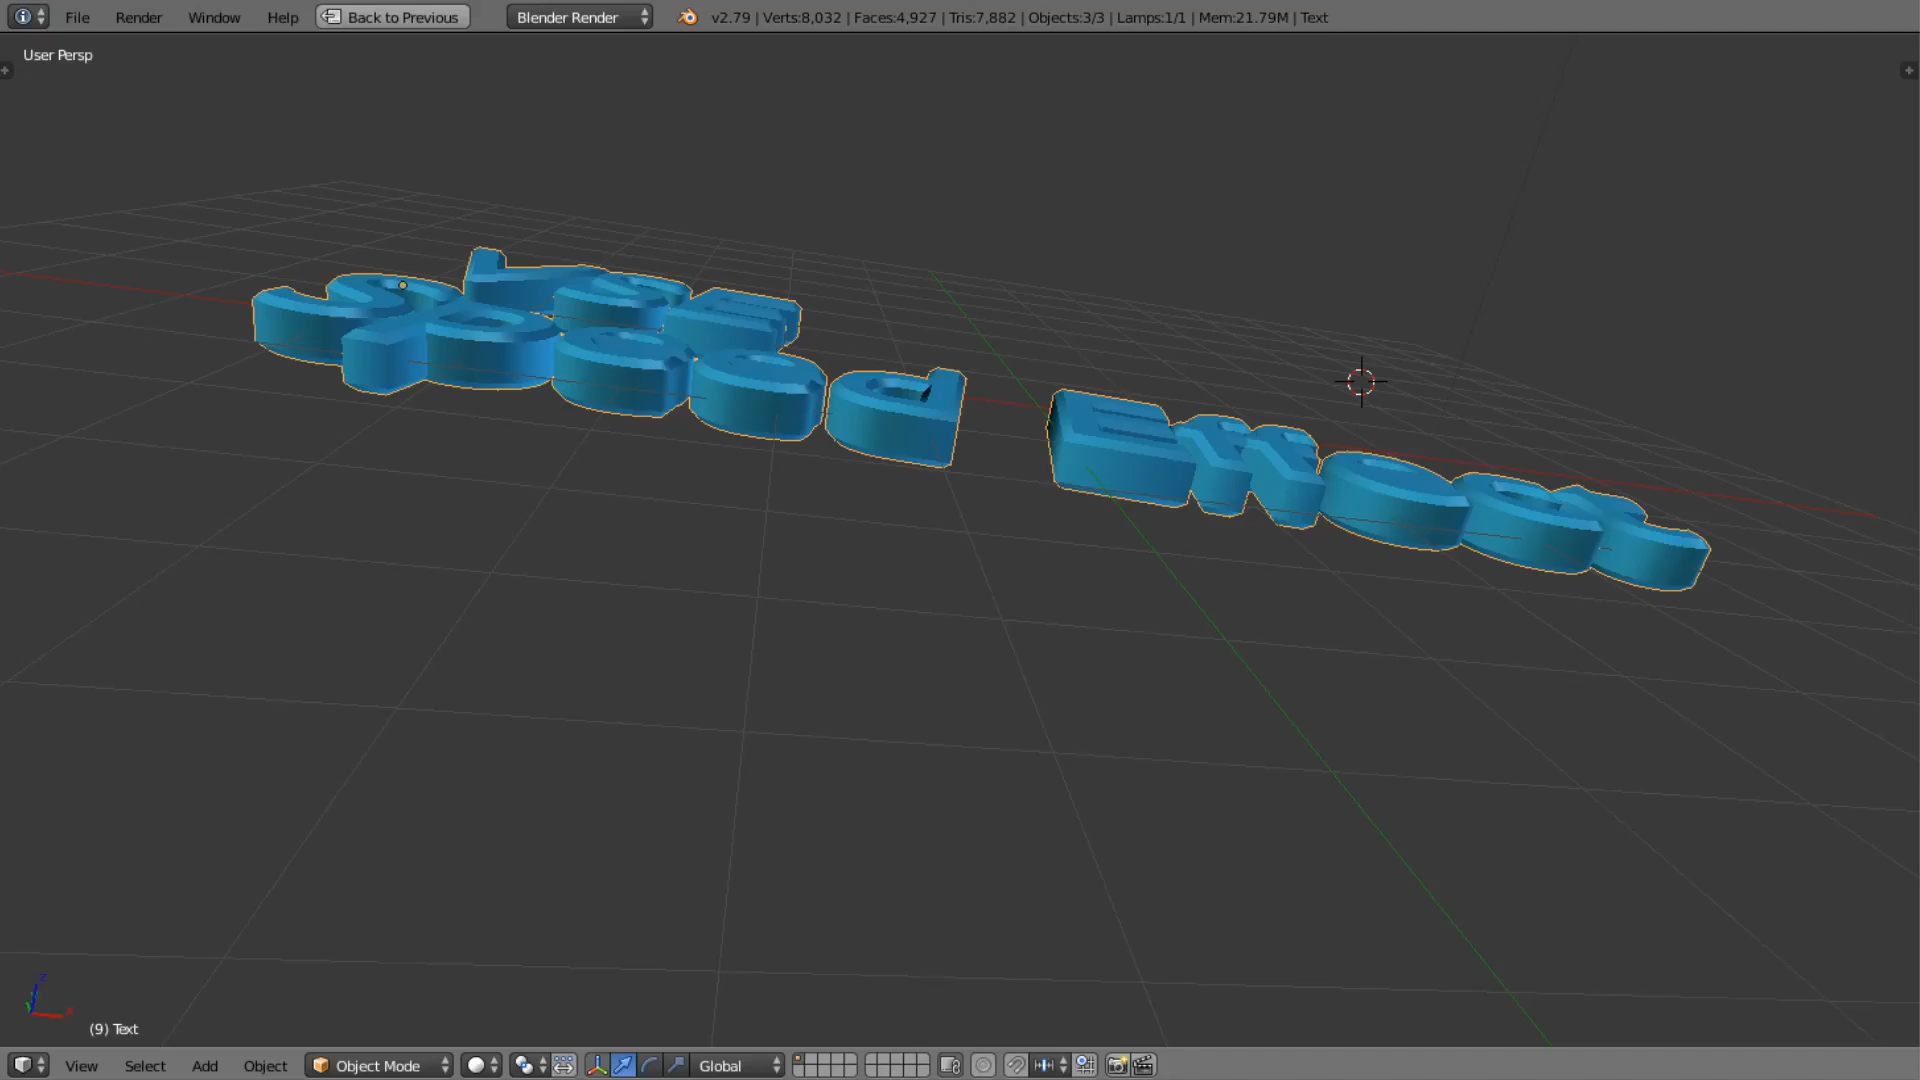 File Render Window Help Back to Previous Blender Render v2.79 | Verts:8,032 | Faces:4,927 | Tris:7,882 | Objects:3/3 | Lamps:1/1 | Mem:21.79M | Text
User Persp
Effect
Z
X
(9) Text
View Select Add Object Object Mode Global